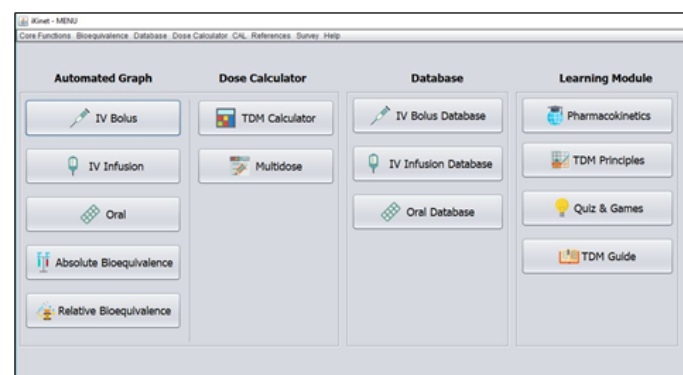 iKinet - MENU
Core Functions Bioequivalence Database Dose Calculator CAL References Survey Help
Automated Graph
IV Bolus
IV Infusion
Oral
Absolute Bioequivalence
Relative Bioequivalence
Dose Calculator
TDM Calculator
Multidose
Database
IV Bolus Database
IV Infusion Database
Oral Database
Learning Module
Pharmacokinetics
TDM Principles
Quiz & Games
TDM Guide